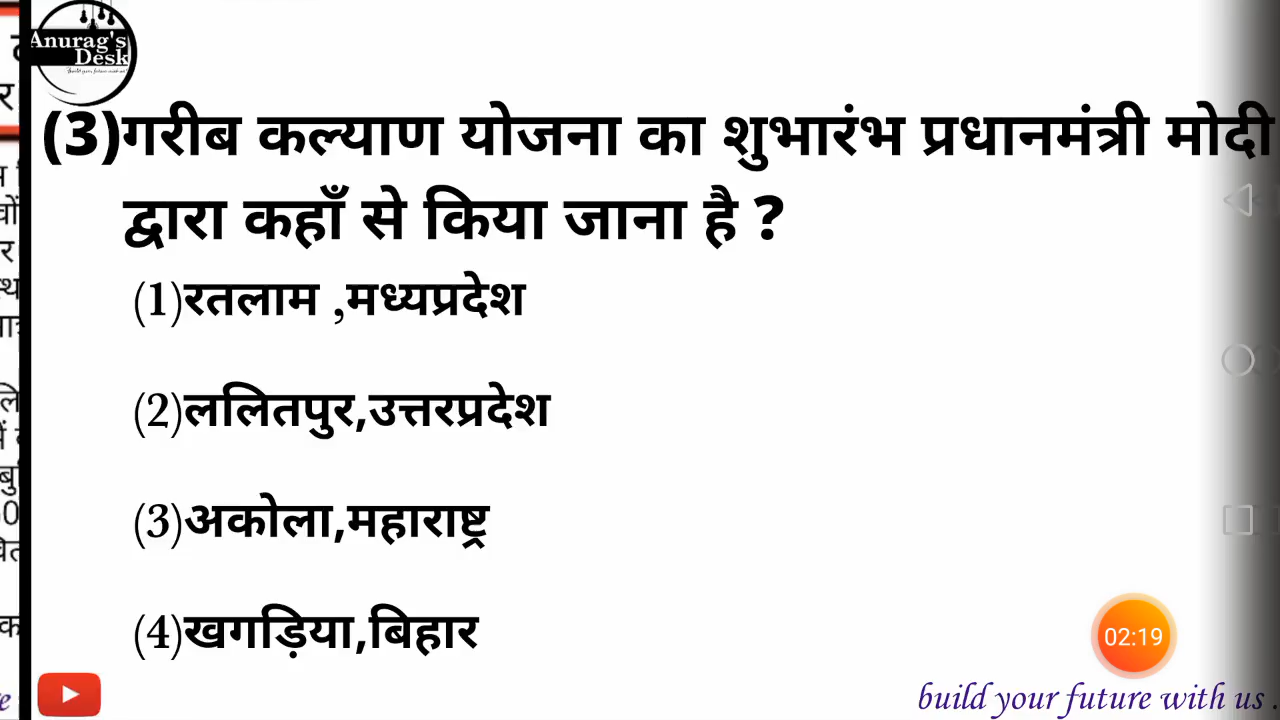 Anurag's
Desk
(3)गरीब कल्याण योजना का शुभारंभ प्रधानमंत्री मोदी
द्वारा कहाँ से किया जाना है ?
(1)रतलाम ,मध्यप्रदेश
(2)ललितपुर,उत्तरप्रदेश
(3)अकोला,महाराष्ट्र
(4)खगड़िया,बिहार
02:19
build your future with us .